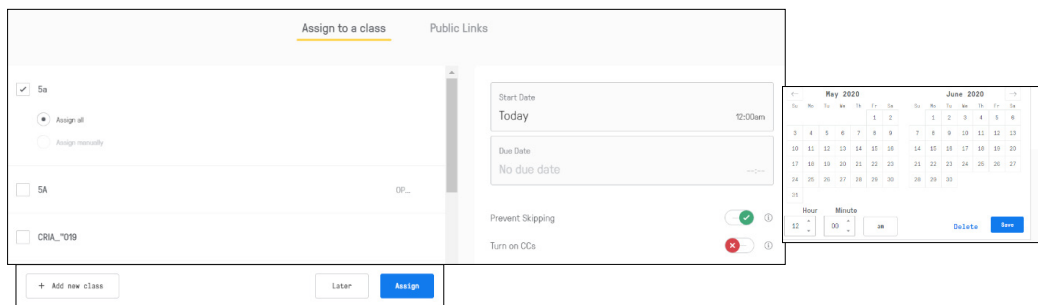 Assign to a class Public Links
5a
Assign all
Assign manually
5A OP_
CRIA_"019
+ Add new class Later Assign
Start Date
Today 12:00am
Due Date
No due date --:--
Prevent Skipping
Turn on CCs
← May 2020 June 2020 →
Su Mo Tu We Th Fr Sa Su Mo Tu We Th Fr Sa
1 2 1 2 3 4 5 6
3 4 5 6 7 8 9 7 8 9 10 11 12 13
10 11 12 13 14 15 16 14 15 16 17 18 19 20
17 18 19 20 21 22 23 21 22 23 24 25 26 27
24 25 26 27 28 29 30 28 29 30
31
Hour Minute
12 00 am Delete Save